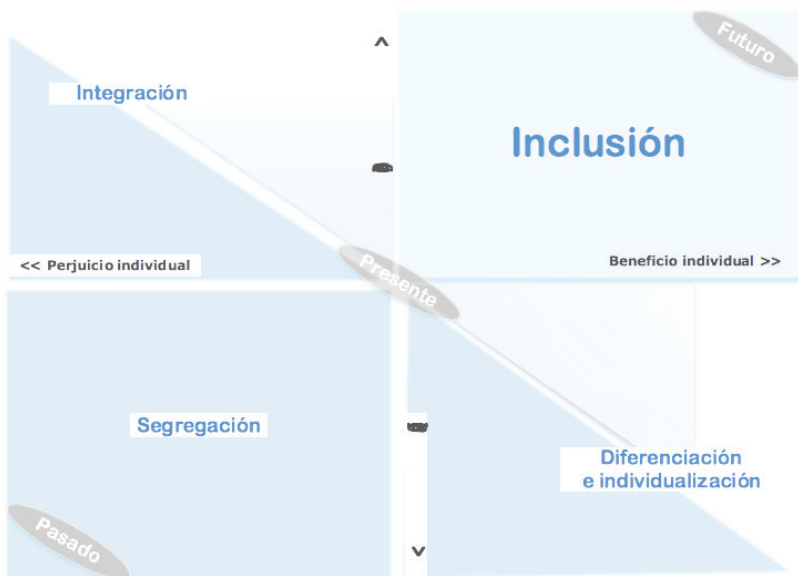 Futuro
Integración
Inclusión
<< Perjuicio individual
Beneficio individual >>
Presente
Segregación
Diferenciación
e individualización
Pasado